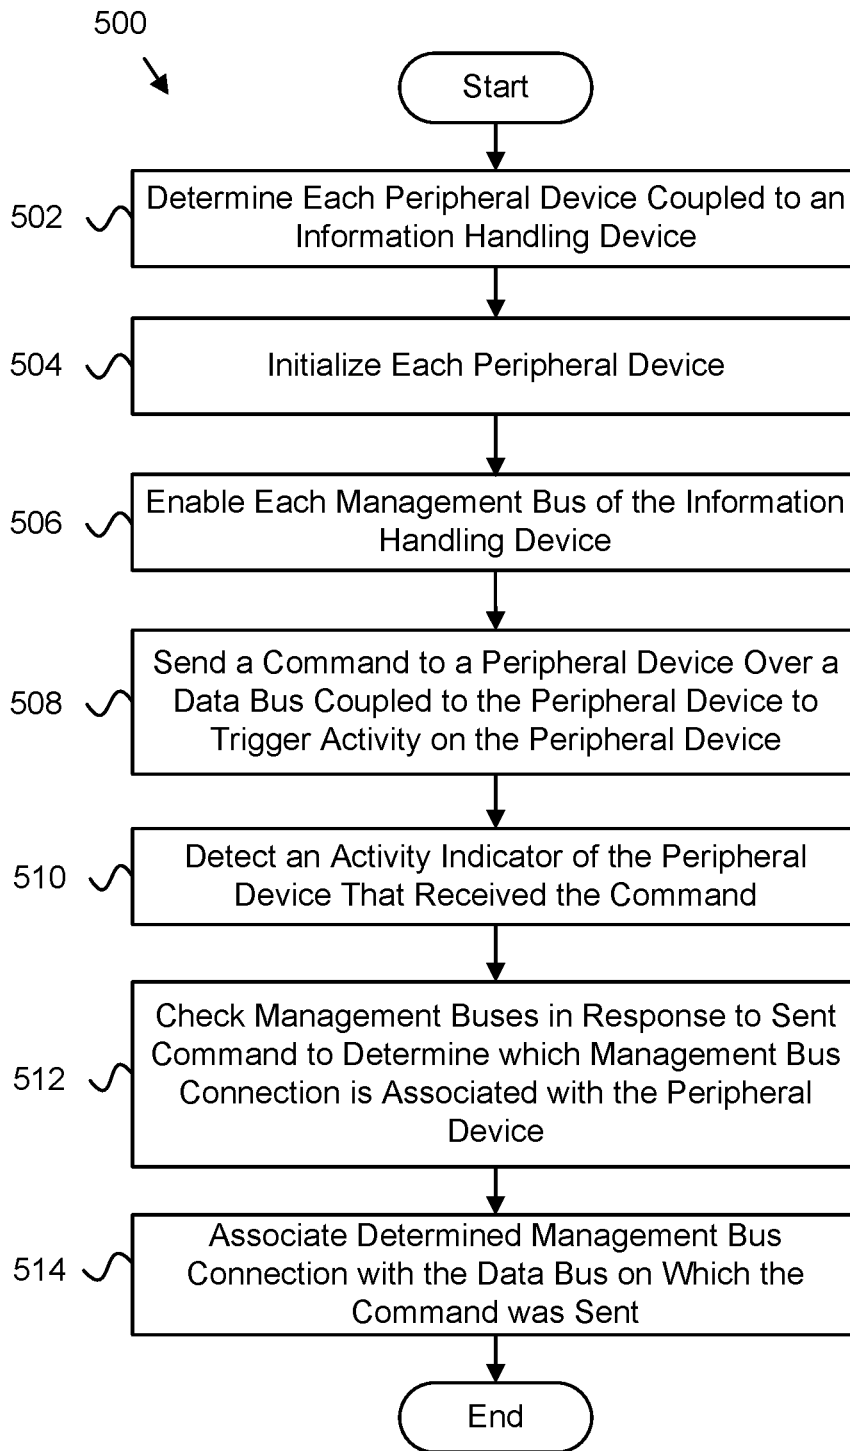 500
Start
502
Determine Each Peripheral Device Coupled to an
Information Handling Device
504
Initialize Each Peripheral Device
506
Enable Each Management Bus of the Information
Handling Device
508
Send a Command to a Peripheral Device Over a
Data Bus Coupled to the Peripheral Device to
Trigger Activity on the Peripheral Device
510
Detect an Activity Indicator of the Peripheral
Device That Received the Command
512
Check Management Buses in Response to Sent
Command to Determine which Management Bus
Connection is Associated with the Peripheral
Device
514
Associate Determined Management Bus
Connection with the Data Bus on Which the
Command was Sent
End